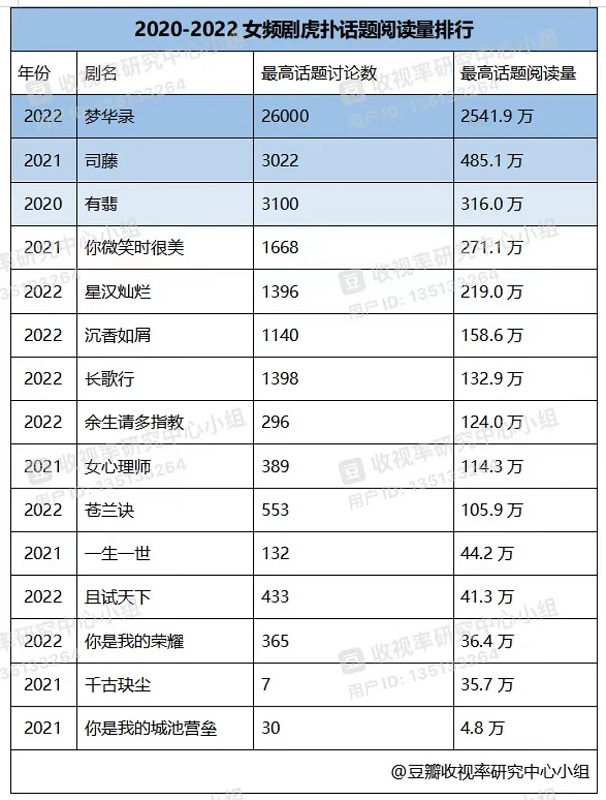 2020-2022 女频剧虎扑话题阅读量排行
年份 剧名 最高话题讨论数 最高话题阅读量
2022 梦华录 26000 2541.9 万
2021 司藤 3022 485.1 万
2020 有翡 3100 316.0 万
2021 你微笑时很美 1668 271.1 万
2022 星汉灿烂 1396 219.0 万
2022 沉香如屑 1140 158.6 万
2022 长歌行 1398 132.9 万
2022 余生请多指教 296 124.0 万
2021 女心理师 389 114.3 万
2022 苍兰诀 553 105.9 万
2021 一生一世 132 44.2 万
2022 且试天下 433 41.3 万
2022 你是我的荣耀 365 36.4 万
2021 千古玦尘 7 35.7 万
2021 你是我的城池营垒 30 4.8 万
@豆瓣收视率研究中心小组
豆 收视率研究中心小组
用户 ID: 135133264